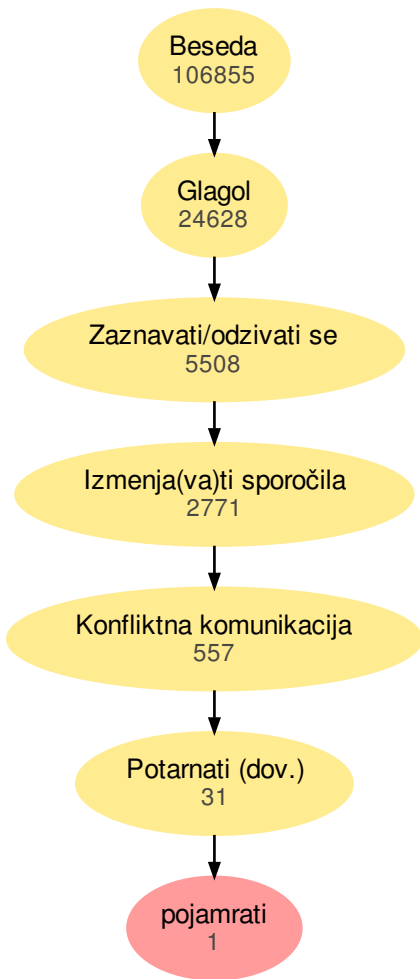 Beseda
106855
Glagol
24628
Zaznavati/odzivati se
5508
Izmenja(va)ti sporočila
2771
Konfliktna komunikacija
557
Potarnati (dov.)
31
pojamrati
1